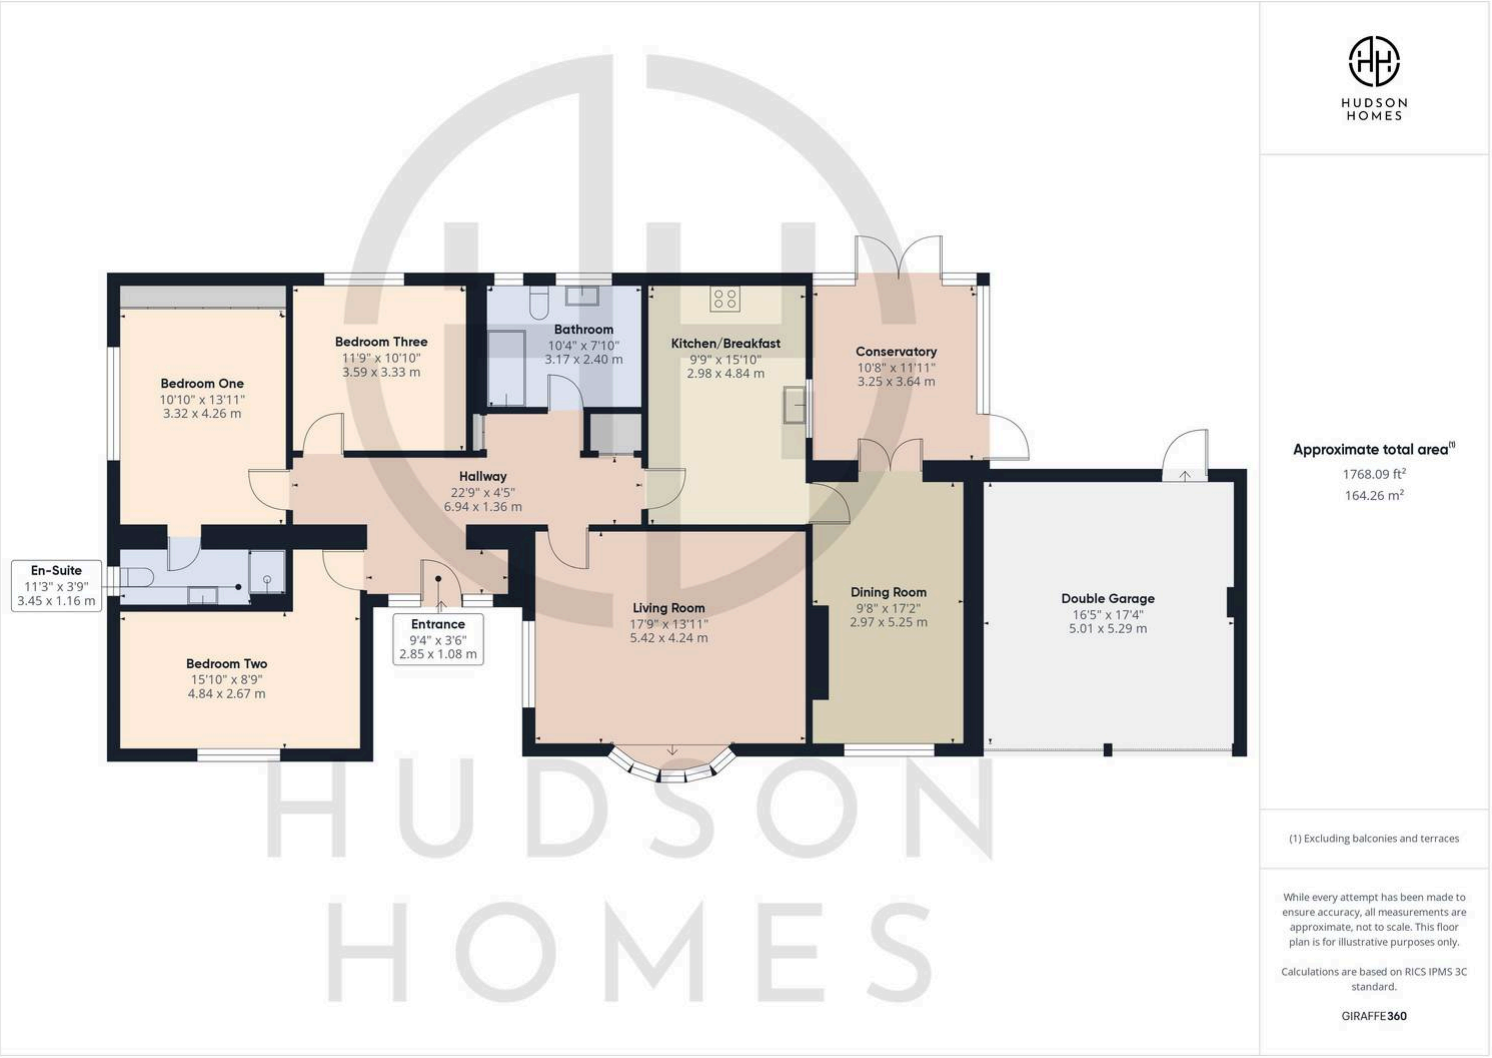 HUDSON
HOMES
Bedroom One
10'10" x 13'11"
3.32 x 4.26 m
Bedroom Three
11'9" x 10'10"
3.59 x 3.33 m
Bathroom
10'4" x 7'10"
3.17 x 2.40 m
Kitchen/Breakfast
9'9" x 15'10"
2.98 x 4.84 m
Conservatory
10'8" x 11'11"
3.25 x 3.64 m
Hallway
22'9" x 4'5"
6.94 x 1.36 m
En-Suite
11'3" x 3'9"
3.45 x 1.16 m
Entrance
9'4" x 3'6"
2.85 x 1.08 m
Bedroom Two
15'10" x 8'9"
4.84 x 2.67 m
Living Room
17'9" x 13'11"
5.42 x 4.24 m
Dining Room
9'8" x 17'2"
2.97 x 5.25 m
Double Garage
16'5" x 17'4"
5.01 x 5.29 m
HUDSON
HOMES
Approximate total area(1)
1768.09 ft²
164.26 m²
(1) Excluding balconies and terraces
While every attempt has been made to
ensure accuracy, all measurements are
approximate, not to scale. This floor
plan is for illustrative purposes only.
Calculations are based on RICS IPMS 3C
standard.
GIRAFFE360